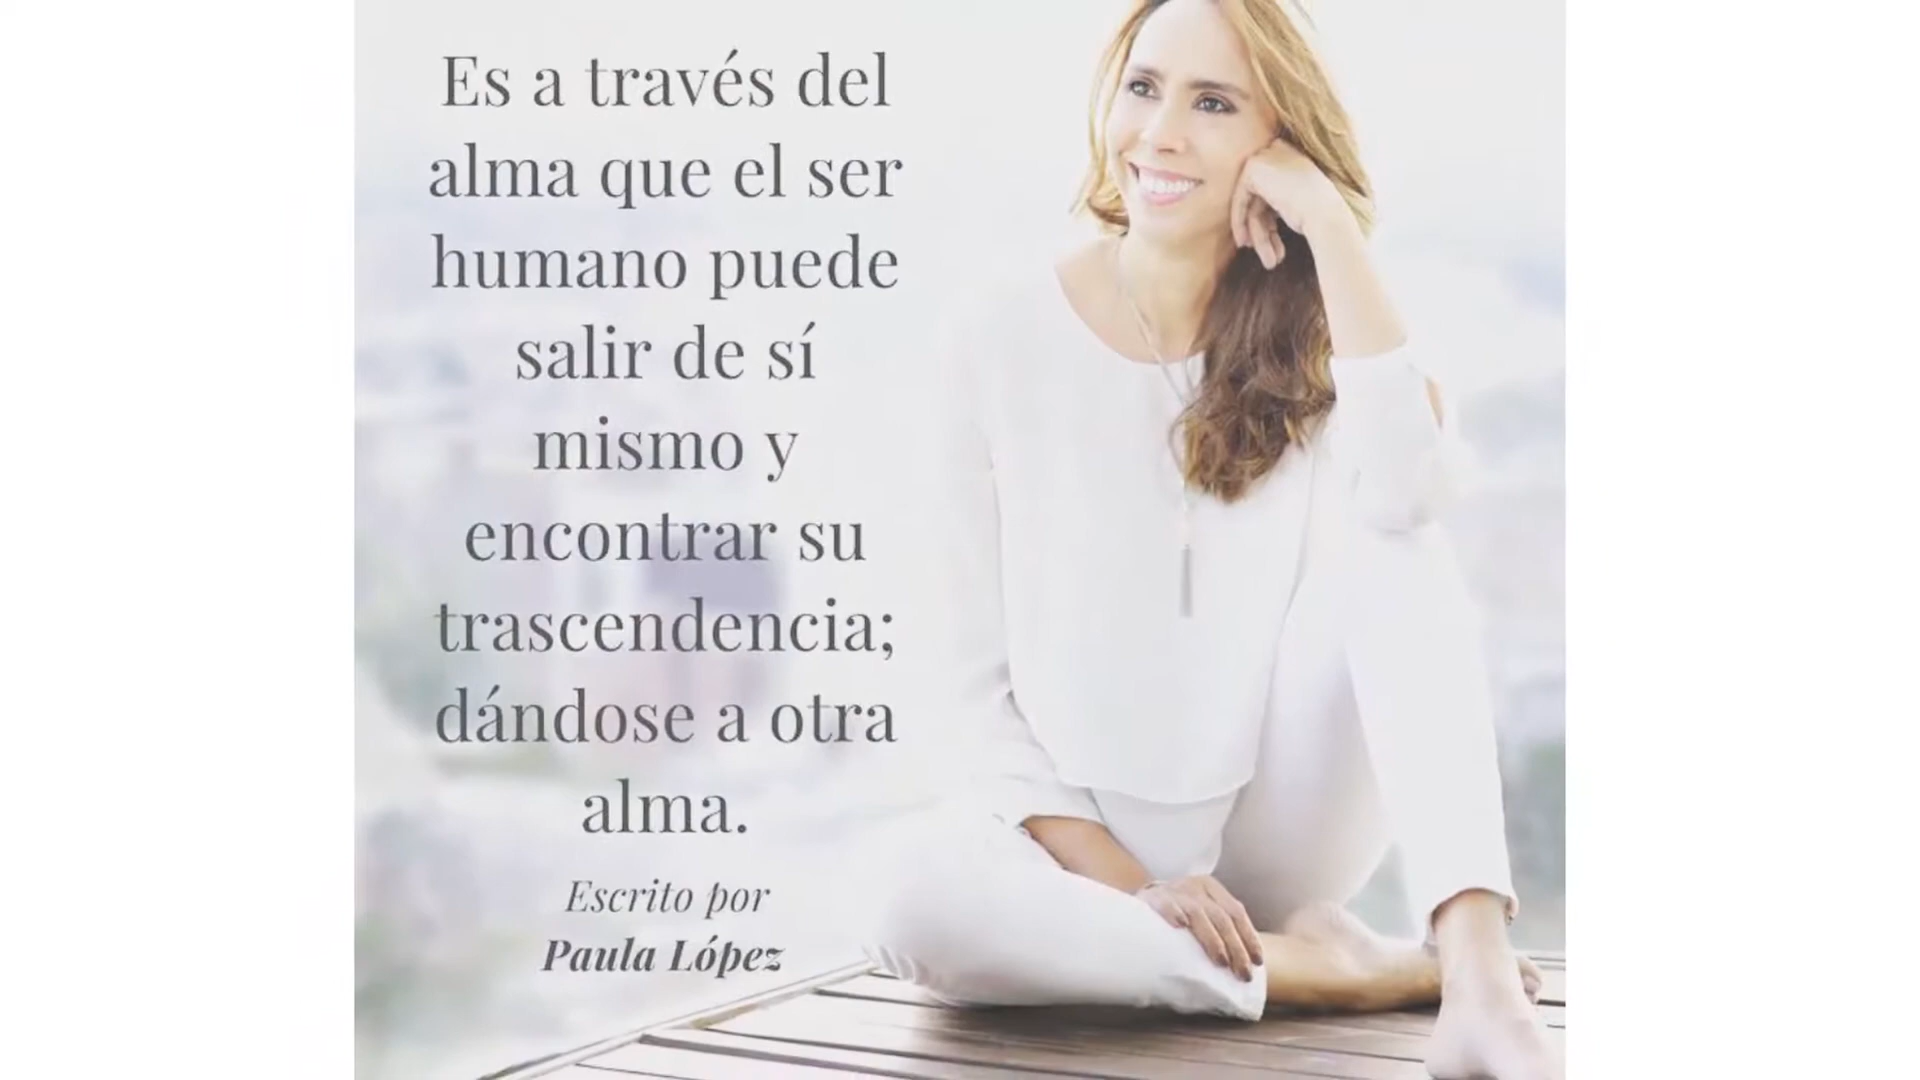 Es a través del
alma que el ser
humano puede
salir de sí
mismo y
encontrar su
trascendencia;
dándose a otra
alma.
Escrito por
Paula López